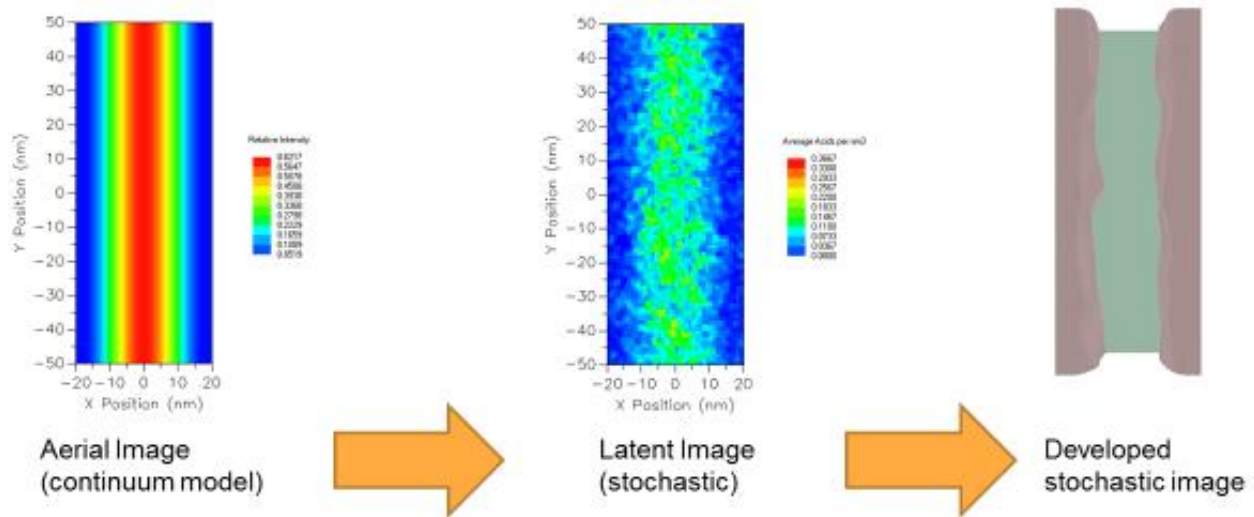 50
40
30
20
10
0
-10
-20
-30
-40
-50
-20 -10 0 10 20
Y Position (nm)
X Position (nm)
Relative Intensity
Aerial Image
(continuum model)
50
40
30
20
10
0
-10
-20
-30
-40
-50
-20 -10 0 10 20
Y Position (nm)
X Position (nm)
Average Acids per nm3
Latent Image
(stochastic)
Developed
stochastic image